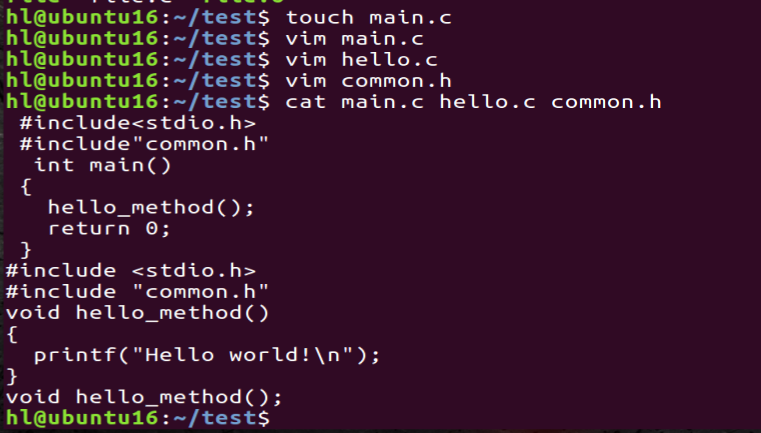 hl@ubuntu16:~/test$ touch main.c
hl@ubuntu16:~/test$ vim main.c
hl@ubuntu16:~/test$ vim hello.c
hl@ubuntu16:~/test$ vim common.h
hl@ubuntu16:~/test$ cat main.c hello.c common.h
 #include<stdio.h>
 #include"common.h"
  int main()
 {
   hello_method();
   return 0;
 }
#include <stdio.h>
#include "common.h"
void hello_method()
{
  printf("Hello world!\n");
}
void hello_method();
hl@ubuntu16:~/test$